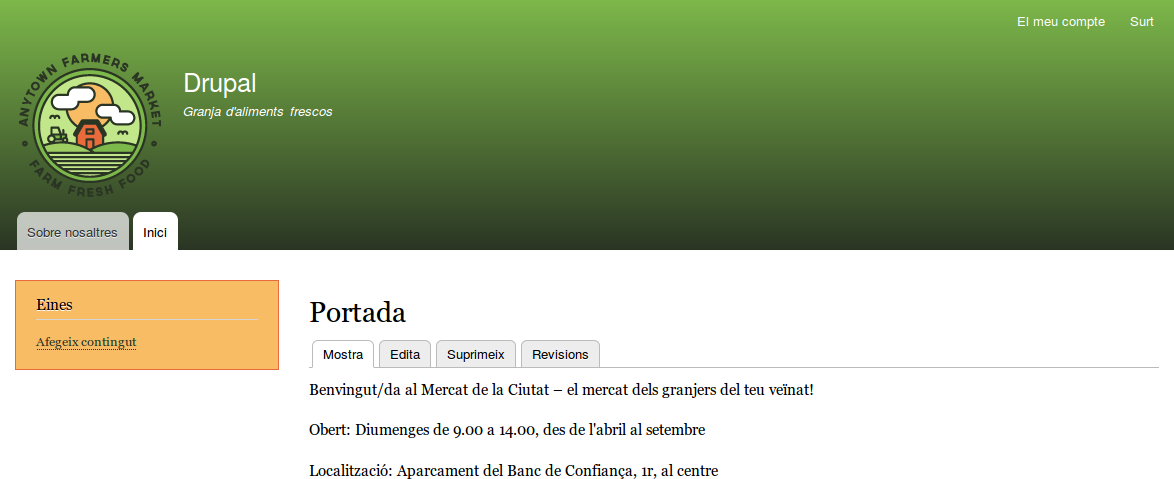 El meu compte Surt
ANYTOWN FARMERS MARKET
FARM FRESH FOOD
Drupal
Granja d'aliments frescos
Sobre nosaltres Inici
Eines
Afegeix contingut
Portada
Mostra Edita Suprimeix Revisions
Benvingut/da al Mercat de la Ciutat – el mercat dels granjers del teu veïnat!
Obert: Diumenges de 9.00 a 14.00, des de l'abril al setembre
Localització: Aparcament del Banc de Confiança, 1r, al centre